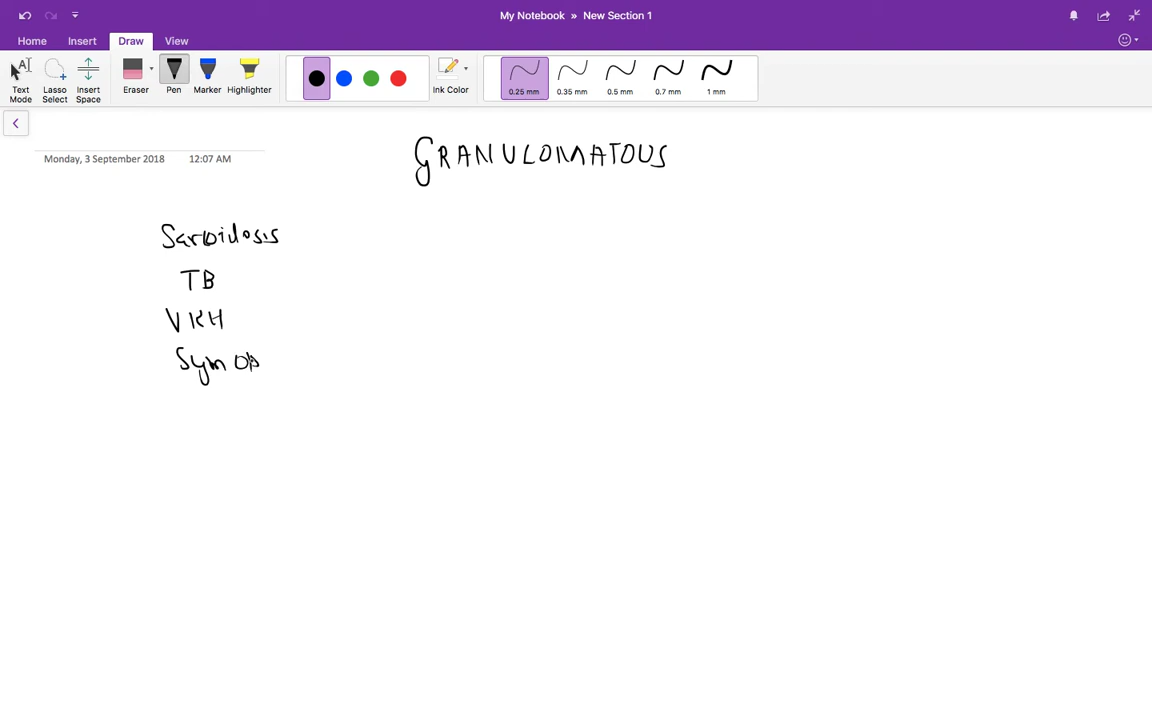 My Notebook » New Section 1
Home Insert Draw View
Text Mode
Lasso Select
Insert Space
Eraser
Pen
Marker
Highlighter
Ink Color
0.25 mm
0.35 mm
0.5 mm
0.7 mm
1 mm
Monday, 3 September 2018 12:07 AM
GRANULOMATOUS
Sarcoidosis
TB
VKH
Sym Op